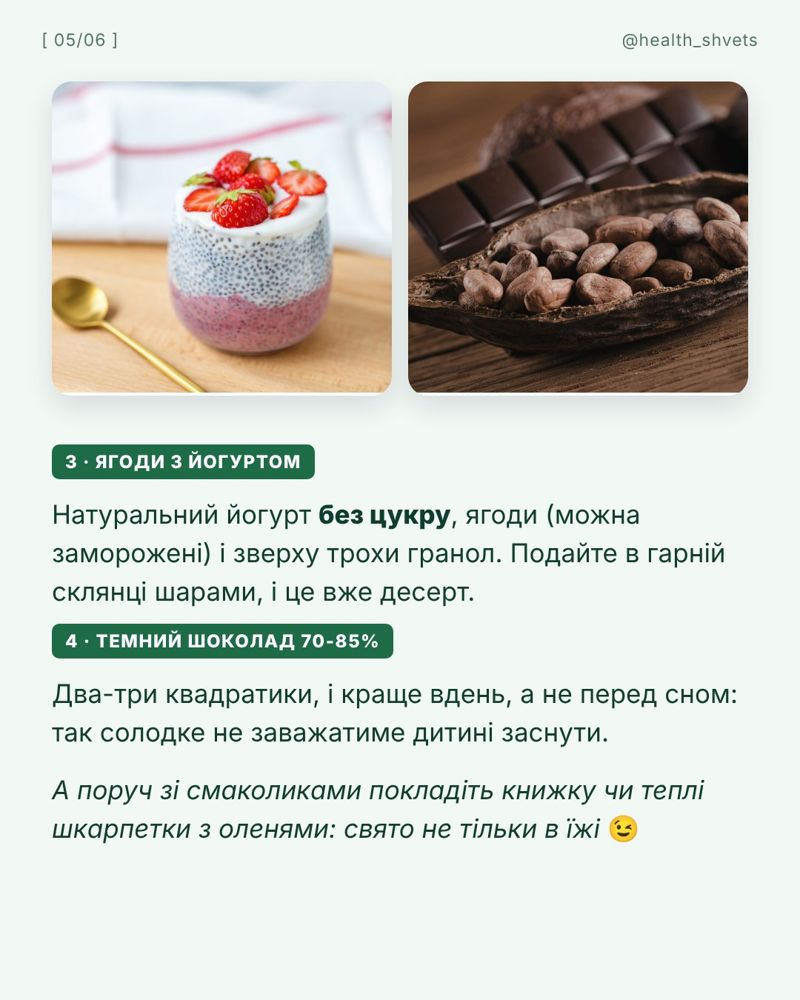 [ 05/06 ]
@health_shvets
3 · ЯГОДИ З ЙОГУРТОМ
Натуральний йогурт без цукру, ягоди (можна
заморожені) і зверху трохи гранол. Подайте в гарній
склянці шарами, і це вже десерт.
4 · ТЕМНИЙ ШОКОЛАД 70-85%
Два-три квадратики, і краще вдень, а не перед сном:
так солодке не заважатиме дитині заснути.
А поруч зі смаколиками покладіть книжку чи теплі
шкарпетки з оленями: свято не тільки в їжі 😉